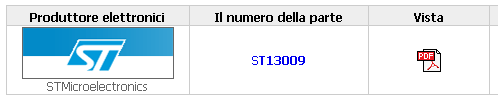 Produttore elettronici Il numero della parte Vista
ST
ST13009
PDF
STMicroelectronics